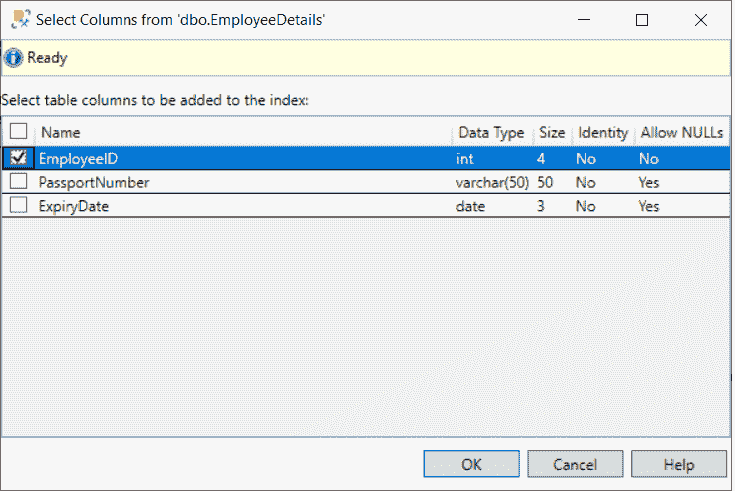 Select Columns from 'dbo.EmployeeDetails'
Ready
Select table columns to be added to the index:
Name Data Type Size Identity Allow NULLs
EmployeeID int 4 No No
PassportNumber varchar(50) 50 No Yes
ExpiryDate date 3 No Yes
OK Cancel Help